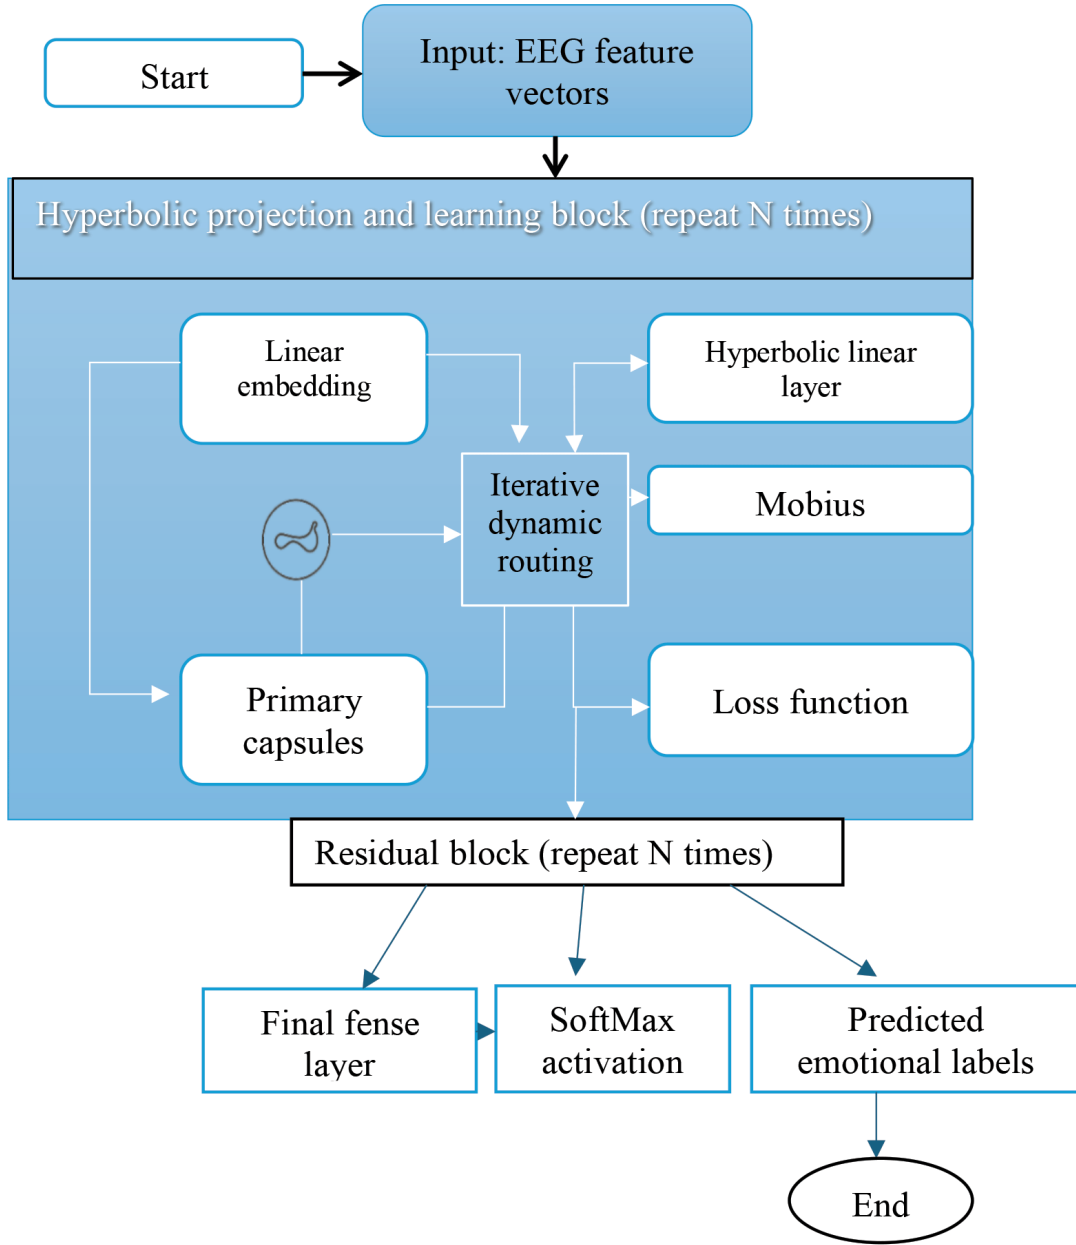 Start
Input: EEG feature
vectors
Hyperbolic projection and learning block (repeat N times)
Linear
embedding
Hyperbolic linear
layer
Iterative
dynamic
routing
Mobius
Primary
capsules
Loss function
Residual block (repeat N times)
Final fense
layer
SoftMax
activation
Predicted
emotional labels
End